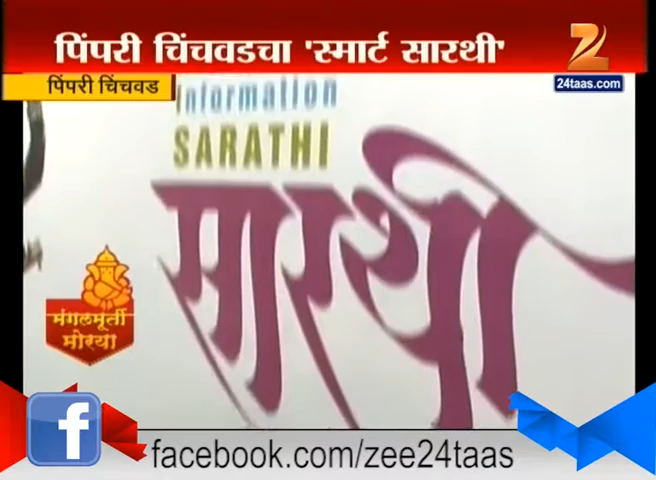 पिंपरी चिंचवडचा 'स्मार्ट सारथी'
24taas.com
पिंपरी चिंचवड
Information
SARATHI
सारथी
मंगलमूर्ती
मोरया
facebook.com/zee24taas